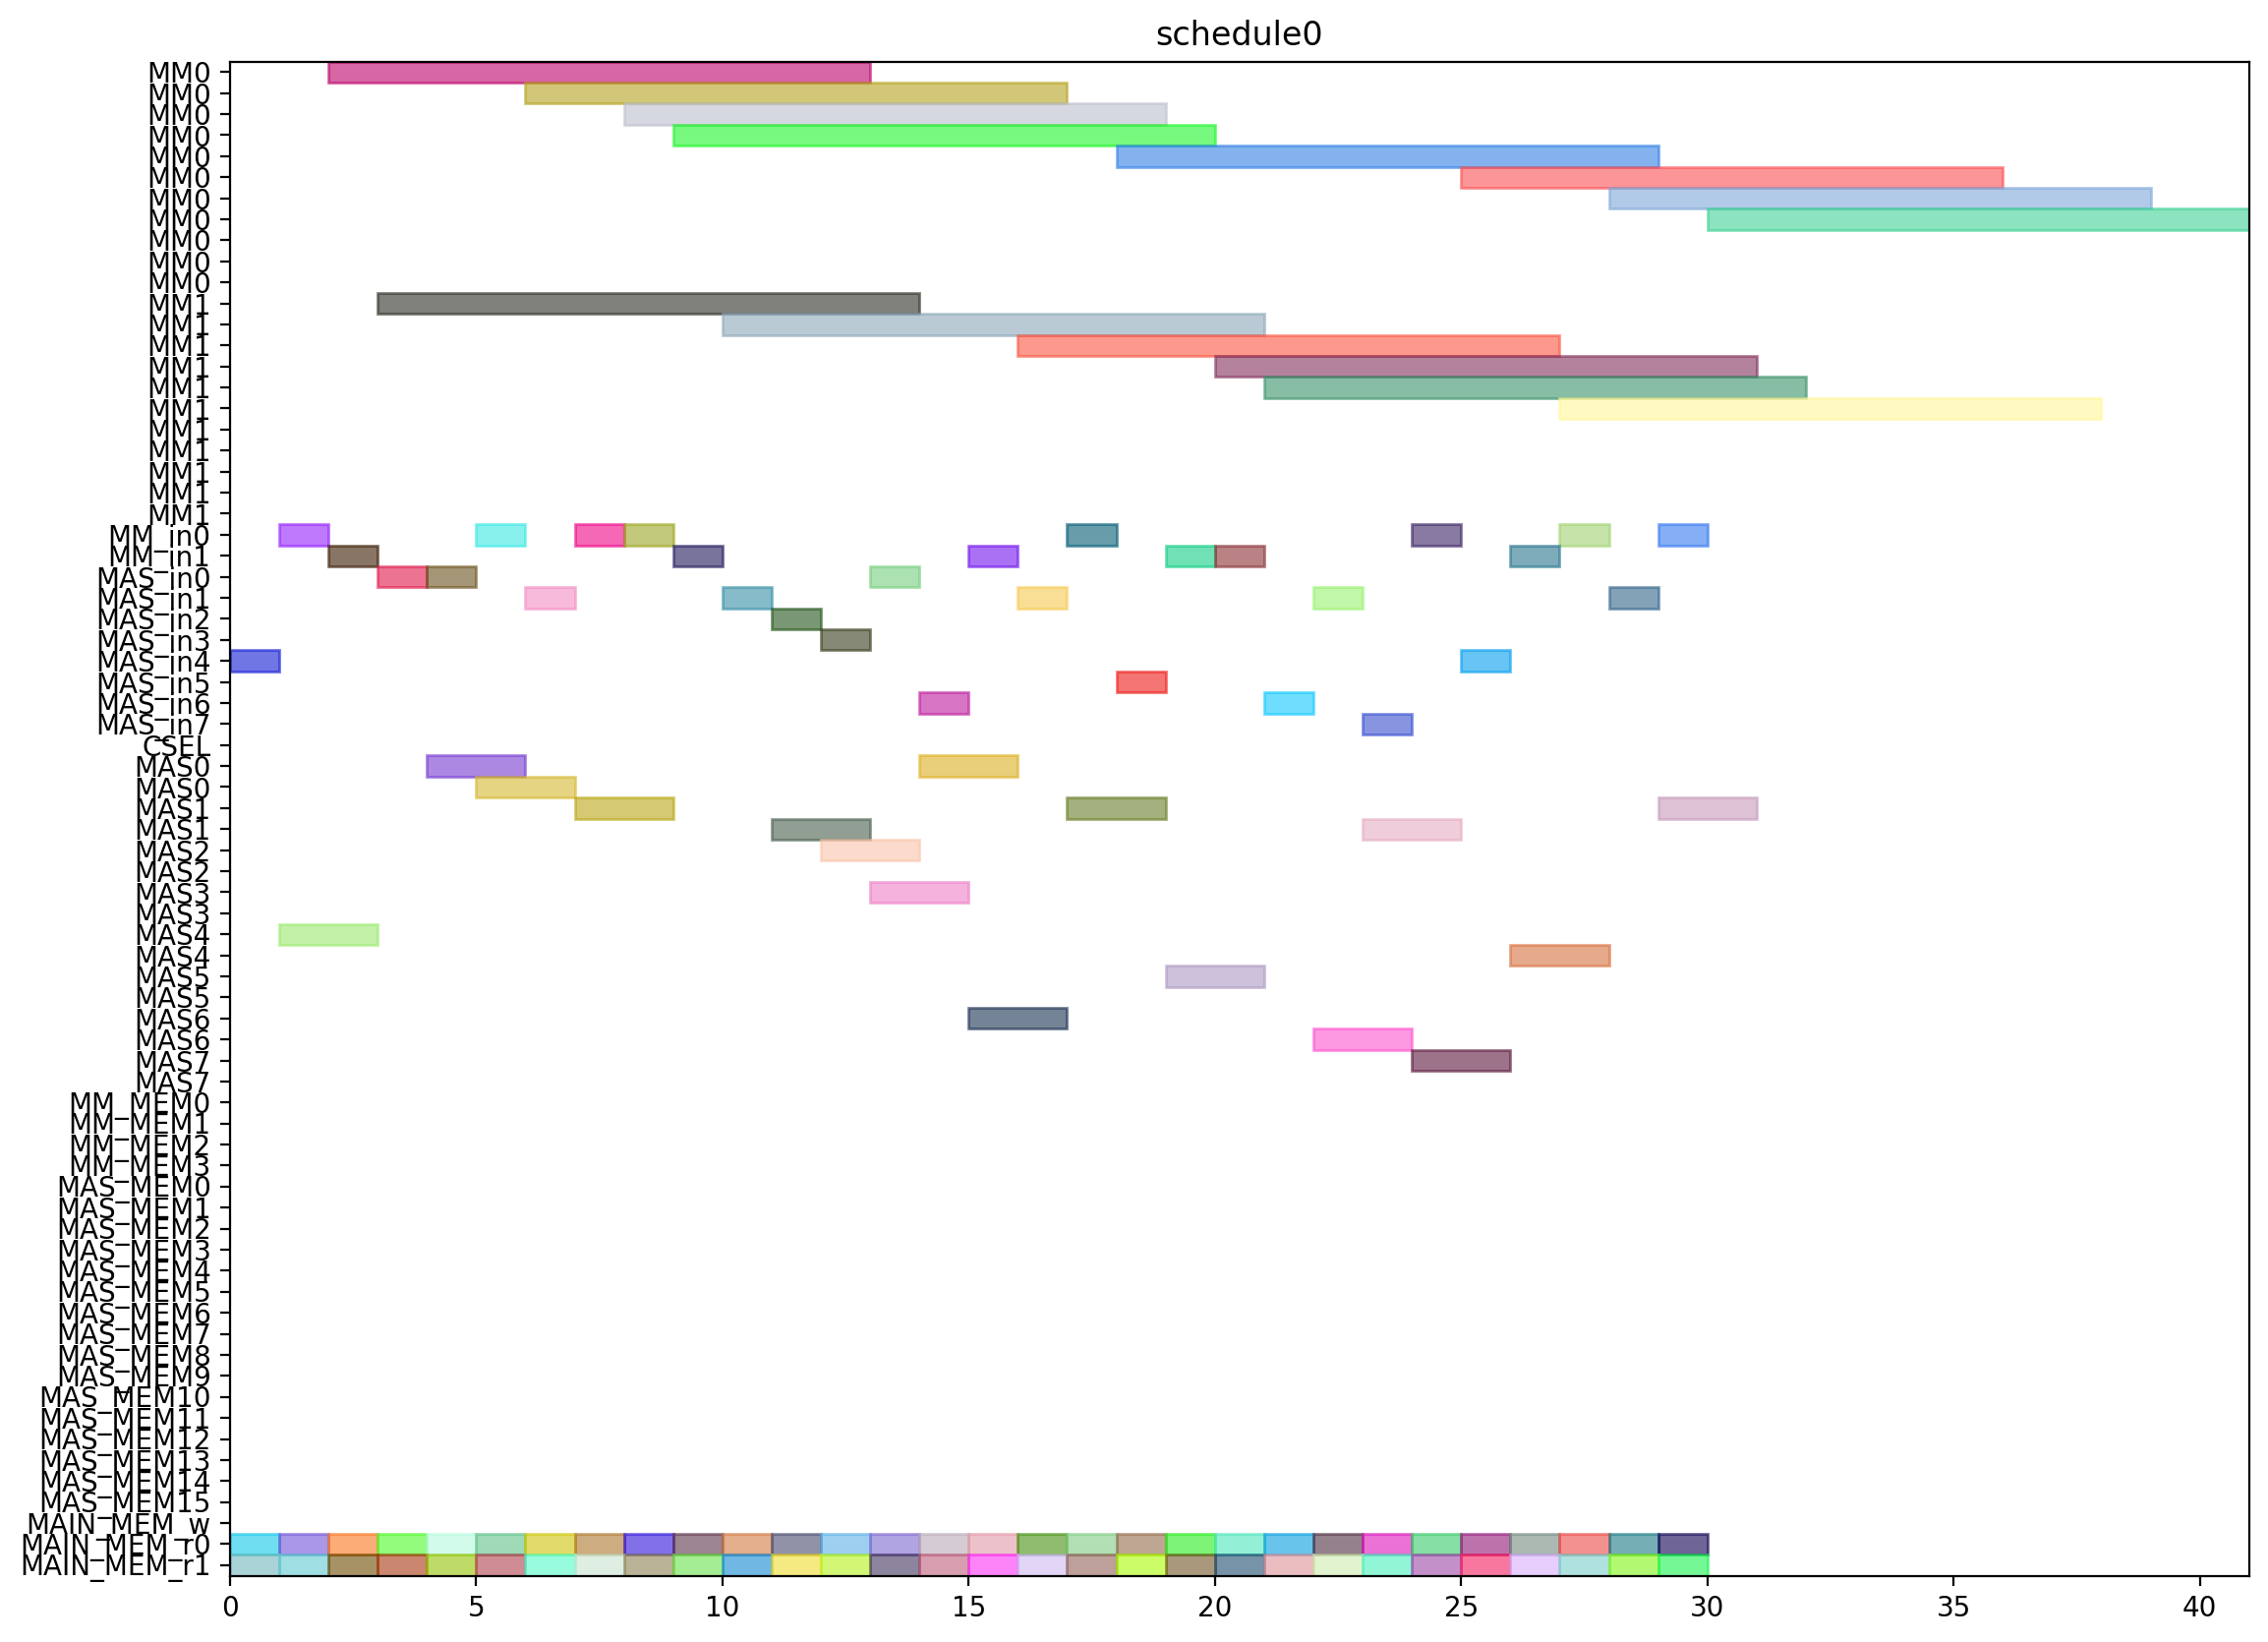 schedule0
MM0
MM0
MM0
MM0
MM0
MM0
MM0
MM0
MM0
MM0
MM0
MM1
MM1
MM1
MM1
MM1
MM1
MM1
MM1
MM1
MM1
MM1
MM_in0
MM_in1
MAS_in0
MAS_in1
MAS_in2
MAS_in3
MAS_in4
MAS_in5
MAS_in6
MAS_in7
CSEL
MAS0
MAS0
MAS1
MAS1
MAS2
MAS2
MAS3
MAS3
MAS4
MAS4
MAS5
MAS5
MAS6
MAS6
MAS7
MAS7
MM_MEM0
MM_MEM1
MM_MEM2
MM_MEM3
MAS_MEM0
MAS_MEM1
MAS_MEM2
MAS_MEM3
MAS_MEM4
MAS_MEM5
MAS_MEM6
MAS_MEM7
MAS_MEM8
MAS_MEM9
MAS_MEM10
MAS_MEM11
MAS_MEM12
MAS_MEM13
MAS_MEM14
MAS_MEM15
MAIN_MEM_w
MAIN_MEM_r0
MAIN_MEM_r1
0 5 10 15 20 25 30 35 40